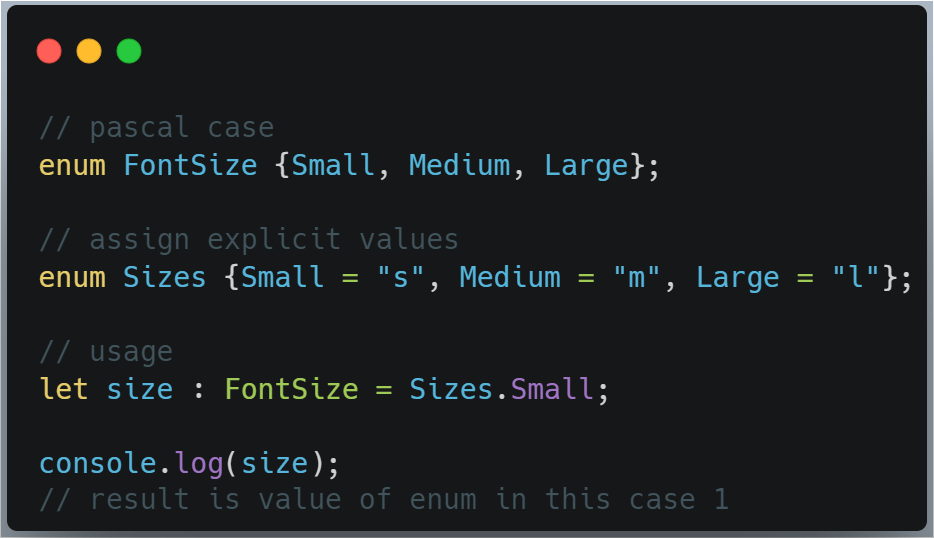 // pascal case
enum FontSize {Small, Medium, Large};
// assign explicit values
enum Sizes {Small = "s", Medium = "m", Large = "l"};
// usage
let size : FontSize = Sizes.Small;
console.log(size);
// result is value of enum in this case 1